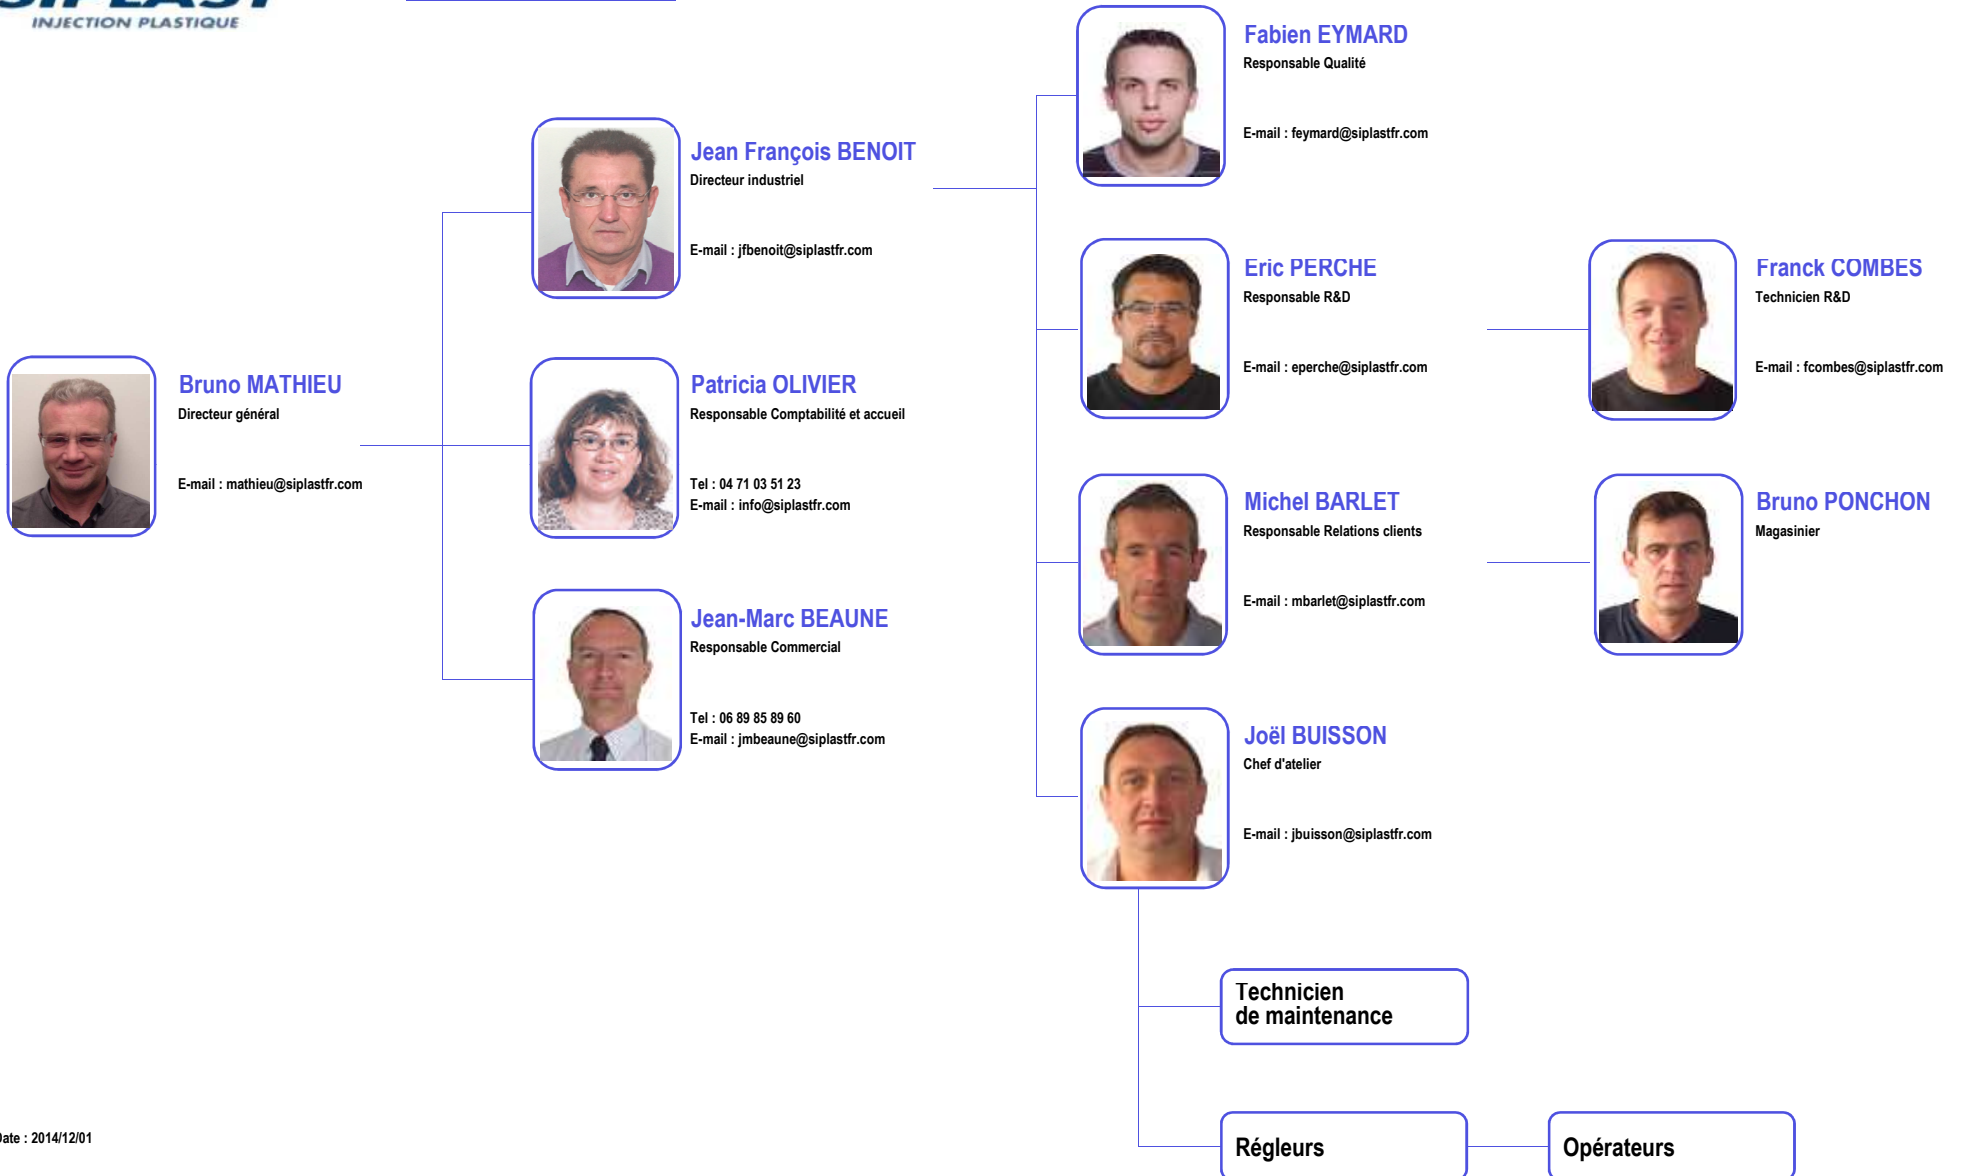 SIPLAST
INJECTION PLASTIQUE
Fabien EYMARD
Responsable Qualité
E-mail : feymard@siplastfr.com
Jean François BENOIT
Directeur industriel
E-mail : jfbenoit@siplastfr.com
Eric PERCHE
Responsable R&D
E-mail : eperche@siplastfr.com
Franck COMBES
Technicien R&D
E-mail : fcombes@siplastfr.com
Bruno MATHIEU
Directeur général
E-mail : mathieu@siplastfr.com
Patricia OLIVIER
Responsable Comptabilité et accueil
Tel : 04 71 03 51 23
E-mail : info@siplastfr.com
Michel BARLET
Responsable Relations clients
E-mail : mbarlet@siplastfr.com
Bruno PONCHON
Magasinier
Jean-Marc BEAUNE
Responsable Commercial
Tel : 06 89 85 89 60
E-mail : jmbeaune@siplastfr.com
Joël BUISSON
Chef d'atelier
E-mail : jbuisson@siplastfr.com
Technicien
de maintenance
Régleurs
Opérateurs
Date : 2014/12/01